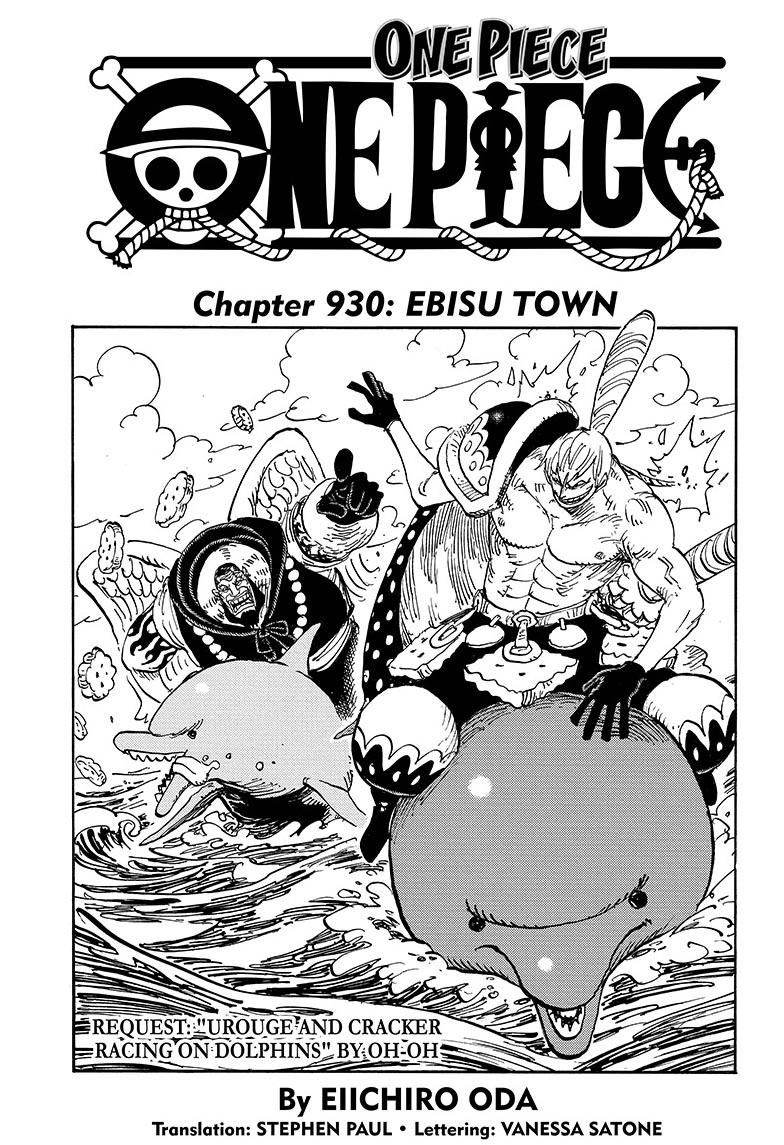 ONE PIECE
ONE PIECE
Chapter 930: EBISU TOWN
REQUEST: "UROUGE AND CRACKER
RACING ON DOLPHINS" BY OH-OH
By EIICHIRO ODA
Translation: STEPHEN PAUL • Lettering: VANESSA SATONE